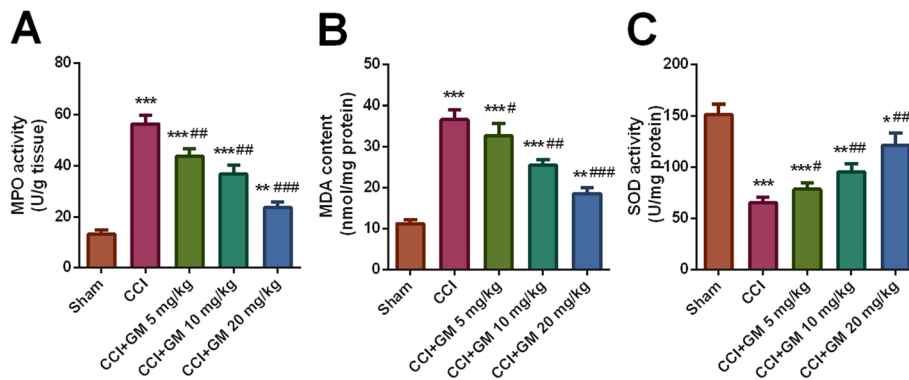 A
MPO activity
(U/g tissue)
80
60
40
20
0
***
***##
***##
**###
Sham
CCI
CCI+GM 5 mg/kg
CCI+GM 10 mg/kg
CCI+GM 20 mg/kg
B
MDA content
(nmol/mg protein)
50
40
30
20
10
0
***
***#
***##
**###
Sham
CCI
CCI+GM 5 mg/kg
CCI+GM 10 mg/kg
CCI+GM 20 mg/kg
C
SOD activity
(U/mg protein)
200
150
100
50
0
***
***#
**##
*##
Sham
CCI
CCI+GM 5 mg/kg
CCI+GM 10 mg/kg
CCI+GM 20 mg/kg